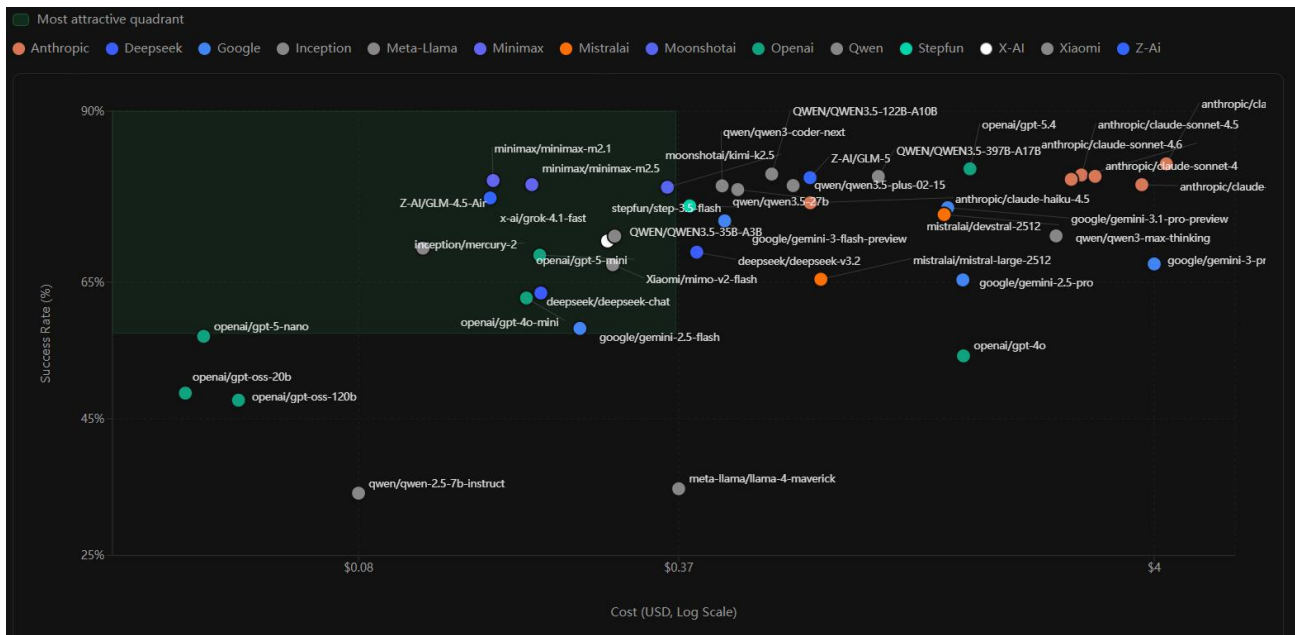 Most attractive quadrant
Anthropic Deepseek Google Inception Meta-Llama Minimax Mistralai Moonshotai Openai Qwen Stepfun X-AI Xiaomi Z-Ai
90%
65%
45%
25%
Success Rate (%)
anthropic/cla
QWEN/QWEN3.5-122B-A10B
openai/gpt-5.4
anthropic/claude-sonnet-4.5
qwen/qwen3-coder-next
anthropic/claude-sonnet-4.6
minimax/minimax-m2.1
moonshotai/kimi-k2.5
Z-AI/GLM-5
QWEN/QWEN3.5-397B-A17B
minimax/minimax-m2.5
anthropic/claude-sonnet-4
qwen/qwen3.5-plus-02-15
anthropic/claude-
Z-AI/GLM-4.5-Air
qwen/qwen3.5-27b
anthropic/claude-haiku-4.5
stepfun/step-3.5-flash
x-ai/grok-4.1-fast
google/gemini-3.1-pro-preview
mistralai/devstral-2512
QWEN/QWEN3.5-35B-A3B
google/gemini-3-flash-preview
qwen/qwen3-max-thinking
inception/mercury-2
openai/gpt-5-mini
deepseek/deepseek-v3.2
mistralai/mistral-large-2512
google/gemini-3-pr
Xiaomi/mimo-v2-flash
google/gemini-2.5-pro
deepseek/deepseek-chat
openai/gpt-4o-mini
openai/gpt-5-nano
google/gemini-2.5-flash
openai/gpt-4o
openai/gpt-oss-20b
openai/gpt-oss-120b
qwen/qwen-2.5-7b-instruct
meta-llama/llama-4-maverick
$0.08
$0.37
$4
Cost (USD, Log Scale)